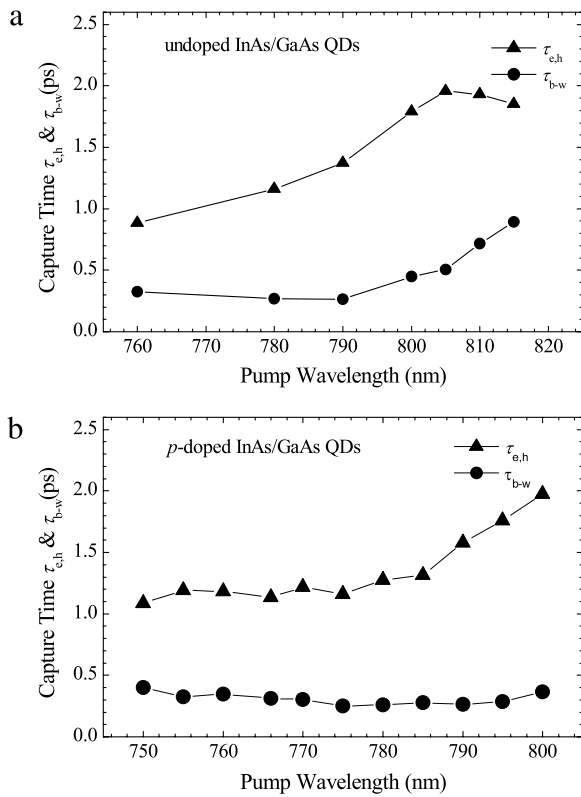 a
undoped InAs/GaAs QDs
τe,h
τb-w
Capture Time τe,h & τb-w(ps)
2.5
2.0
1.5
1.0
0.5
0.0
760 770 780 790 800 810 820
Pump Wavelength (nm)
b
p-doped InAs/GaAs QDs
τe,h
τb-w
Capture Time τe,h & τb-w(ps)
2.5
2.0
1.5
1.0
0.5
0.0
750 760 770 780 790 800
Pump Wavelength (nm)